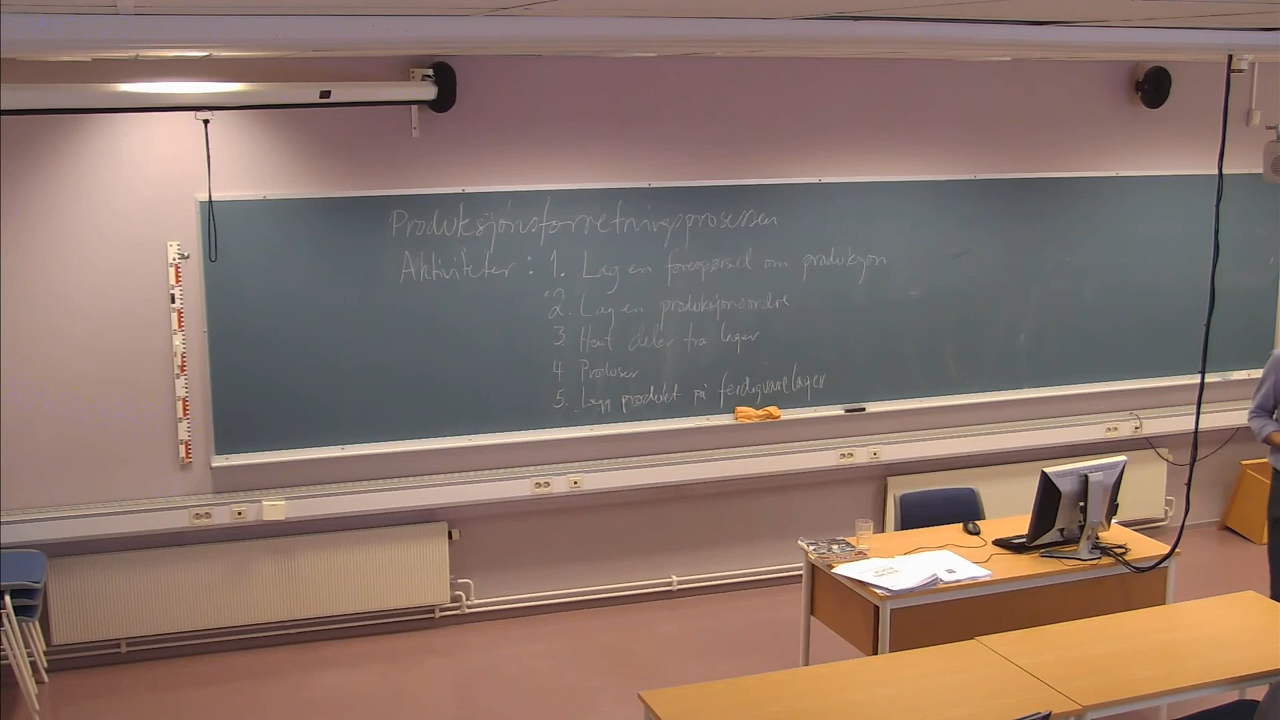 Produksjonsforretningsprosessen
Aktiviteter: 1. Lag en forespørsel om produksjon
2. Lag en produksjonsordre
3. Hent deler fra lager
4 Produser
5. Legg produkt på ferdigvarelager